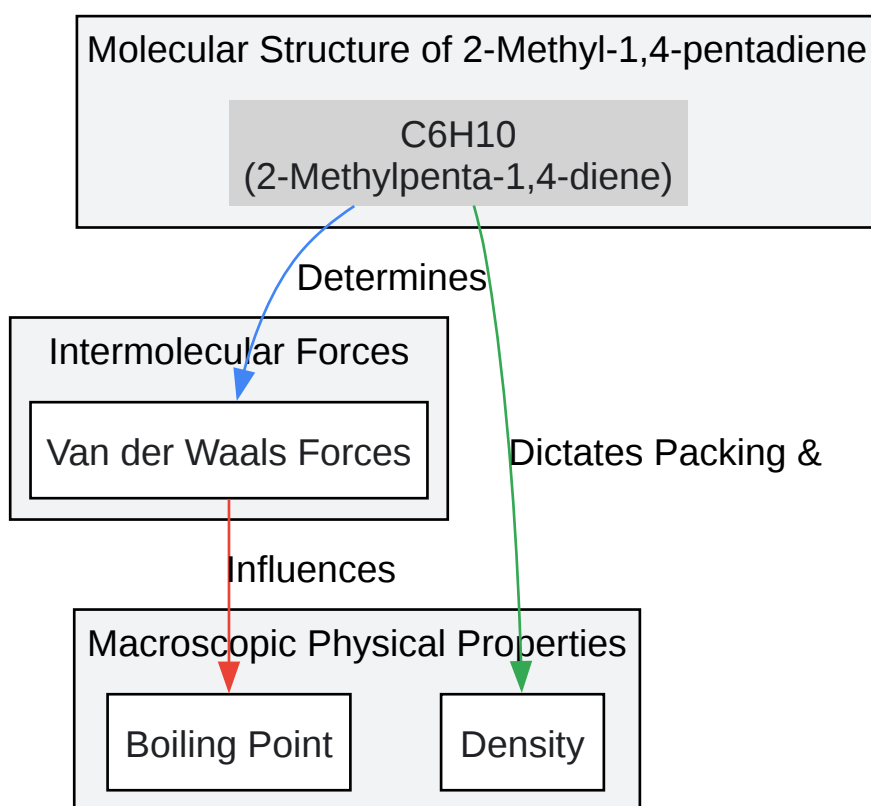 Molecular Structure of 2-Methyl-1,4-pentadiene
C6H10
(2-Methylpenta-1,4-diene)
Determines
Intermolecular Forces
Van der Waals Forces
Dictates Packing &
Influences
Macroscopic Physical Properties
Boiling Point
Density